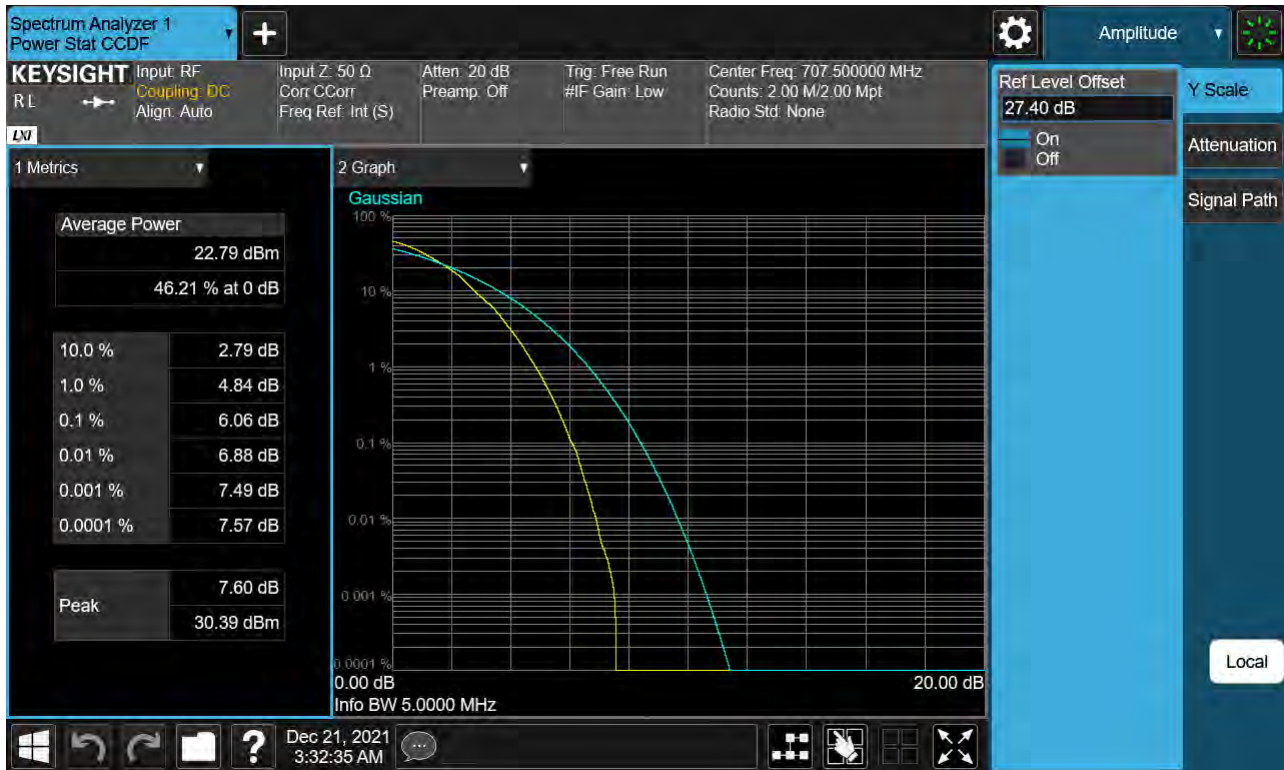 Spectrum Analyzer 1
Power Stat CCDF
+
Amplitude
KEYSIGHT
RL
LXI
Input: RF
Coupling: DC
Align: Auto
Input Z: 50 Ω
Corr CCorr
Freq Ref: Int (S)
Atten: 20 dB
Preamp: Off
Trig: Free Run
#IF Gain: Low
Center Freq: 707.500000 MHz
Counts: 2.00 M/2.00 Mpt
Radio Std: None
Ref Level Offset
27.40 dB
On
Off
Y Scale
Attenuation
Signal Path
Local
1 Metrics
Average Power
22.79 dBm
46.21 % at 0 dB
10.0 % 2.79 dB
1.0 % 4.84 dB
0.1 % 6.06 dB
0.01 % 6.88 dB
0.001 % 7.49 dB
0.0001 % 7.57 dB
Peak
7.60 dB
30.39 dBm
2 Graph
Gaussian
100 %
10 %
1 %
0.1 %
0.01 %
0.001 %
0.0001 %
0.00 dB 20.00 dB
Info BW 5.0000 MHz
?
Dec 21, 2021
3:32:35 AM